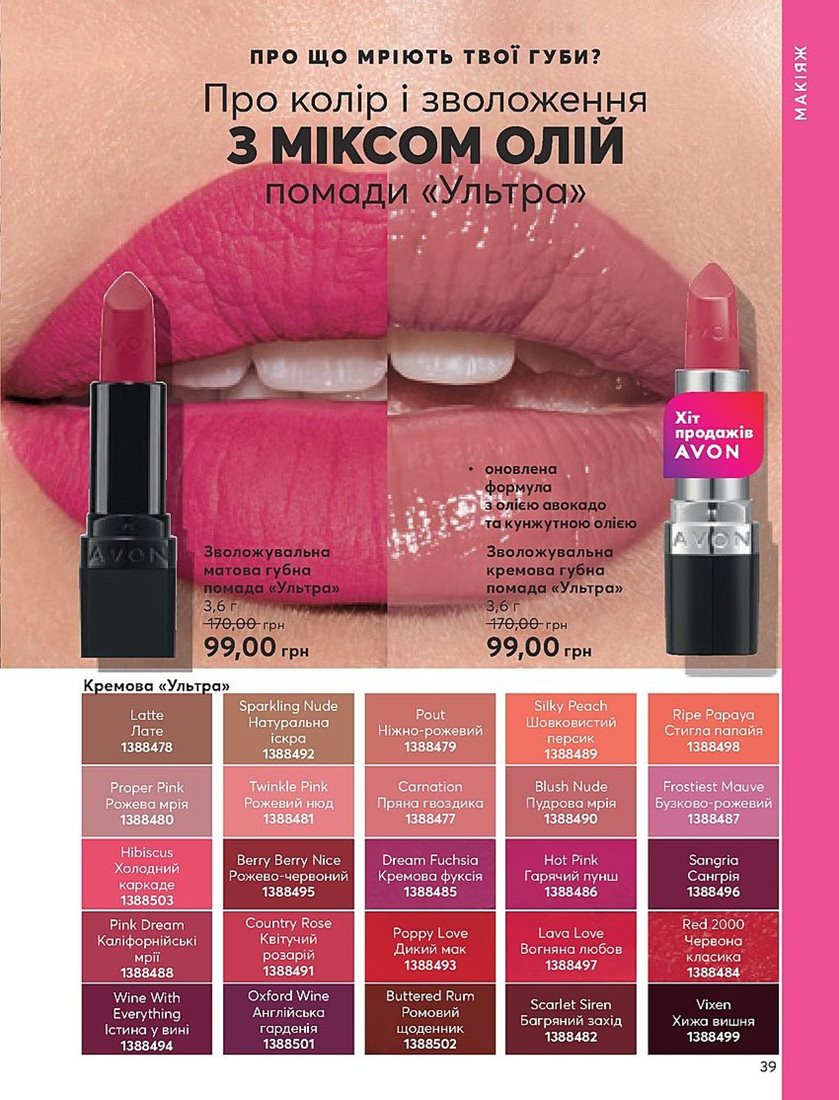 ПРО ЩО МРІЮТЬ ТВОЇ ГУБИ?
Про колір і зволоження
З МІКСОМ ОЛІЙ
помади «Ультра»
МАКІЯЖ
Хіт
продажів
AVON
• оновлена
формула
з олією авокадо
та кунжутною олією
AVON
Зволожувальна
матова губна
помада «Ультра»
3,6 г
170,00 грн
99,00 грн
Зволожувальна
кремова губна
помада «Ультра»
3,6 г
170,00 грн
99,00 грн
AVON
AVON
Кремова «Ультра»
Latte
Лате
1388478
Sparkling Nude
Натуральна
іскра
1388492
Pout
Ніжно-рожевий
1388479
Silky Peach
Шовковистий
персик
1388489
Ripe Papaya
Стигла папайя
1388498
Proper Pink
Рожева мрія
1388480
Twinkle Pink
Рожевий нюд
1388481
Carnation
Пряна гвоздика
1388477
Blush Nude
Пудрова мрія
1388490
Frostiest Mauve
Бузково-рожевий
1388487
Hibiscus
Холодний
каркаде
1388503
Berry Berry Nice
Рожево-червоний
1388495
Dream Fuchsia
Кремова фуксія
1388485
Hot Pink
Гарячий пунш
1388486
Sangria
Сангрія
1388496
Pink Dream
Каліфорнійські
мрії
1388488
Country Rose
Квітучий
розарій
1388491
Poppy Love
Дикий мак
1388493
Lava Love
Вогняна любов
1388497
Red 2000
Червона
класика
1388484
Wine With
Everything
Істина у вині
1388494
Oxford Wine
Англійська
гарденія
1388501
Buttered Rum
Ромовий
щоденник
1388502
Scarlet Siren
Багряний захід
1388482
Vixen
Хижа вишня
1388499
39